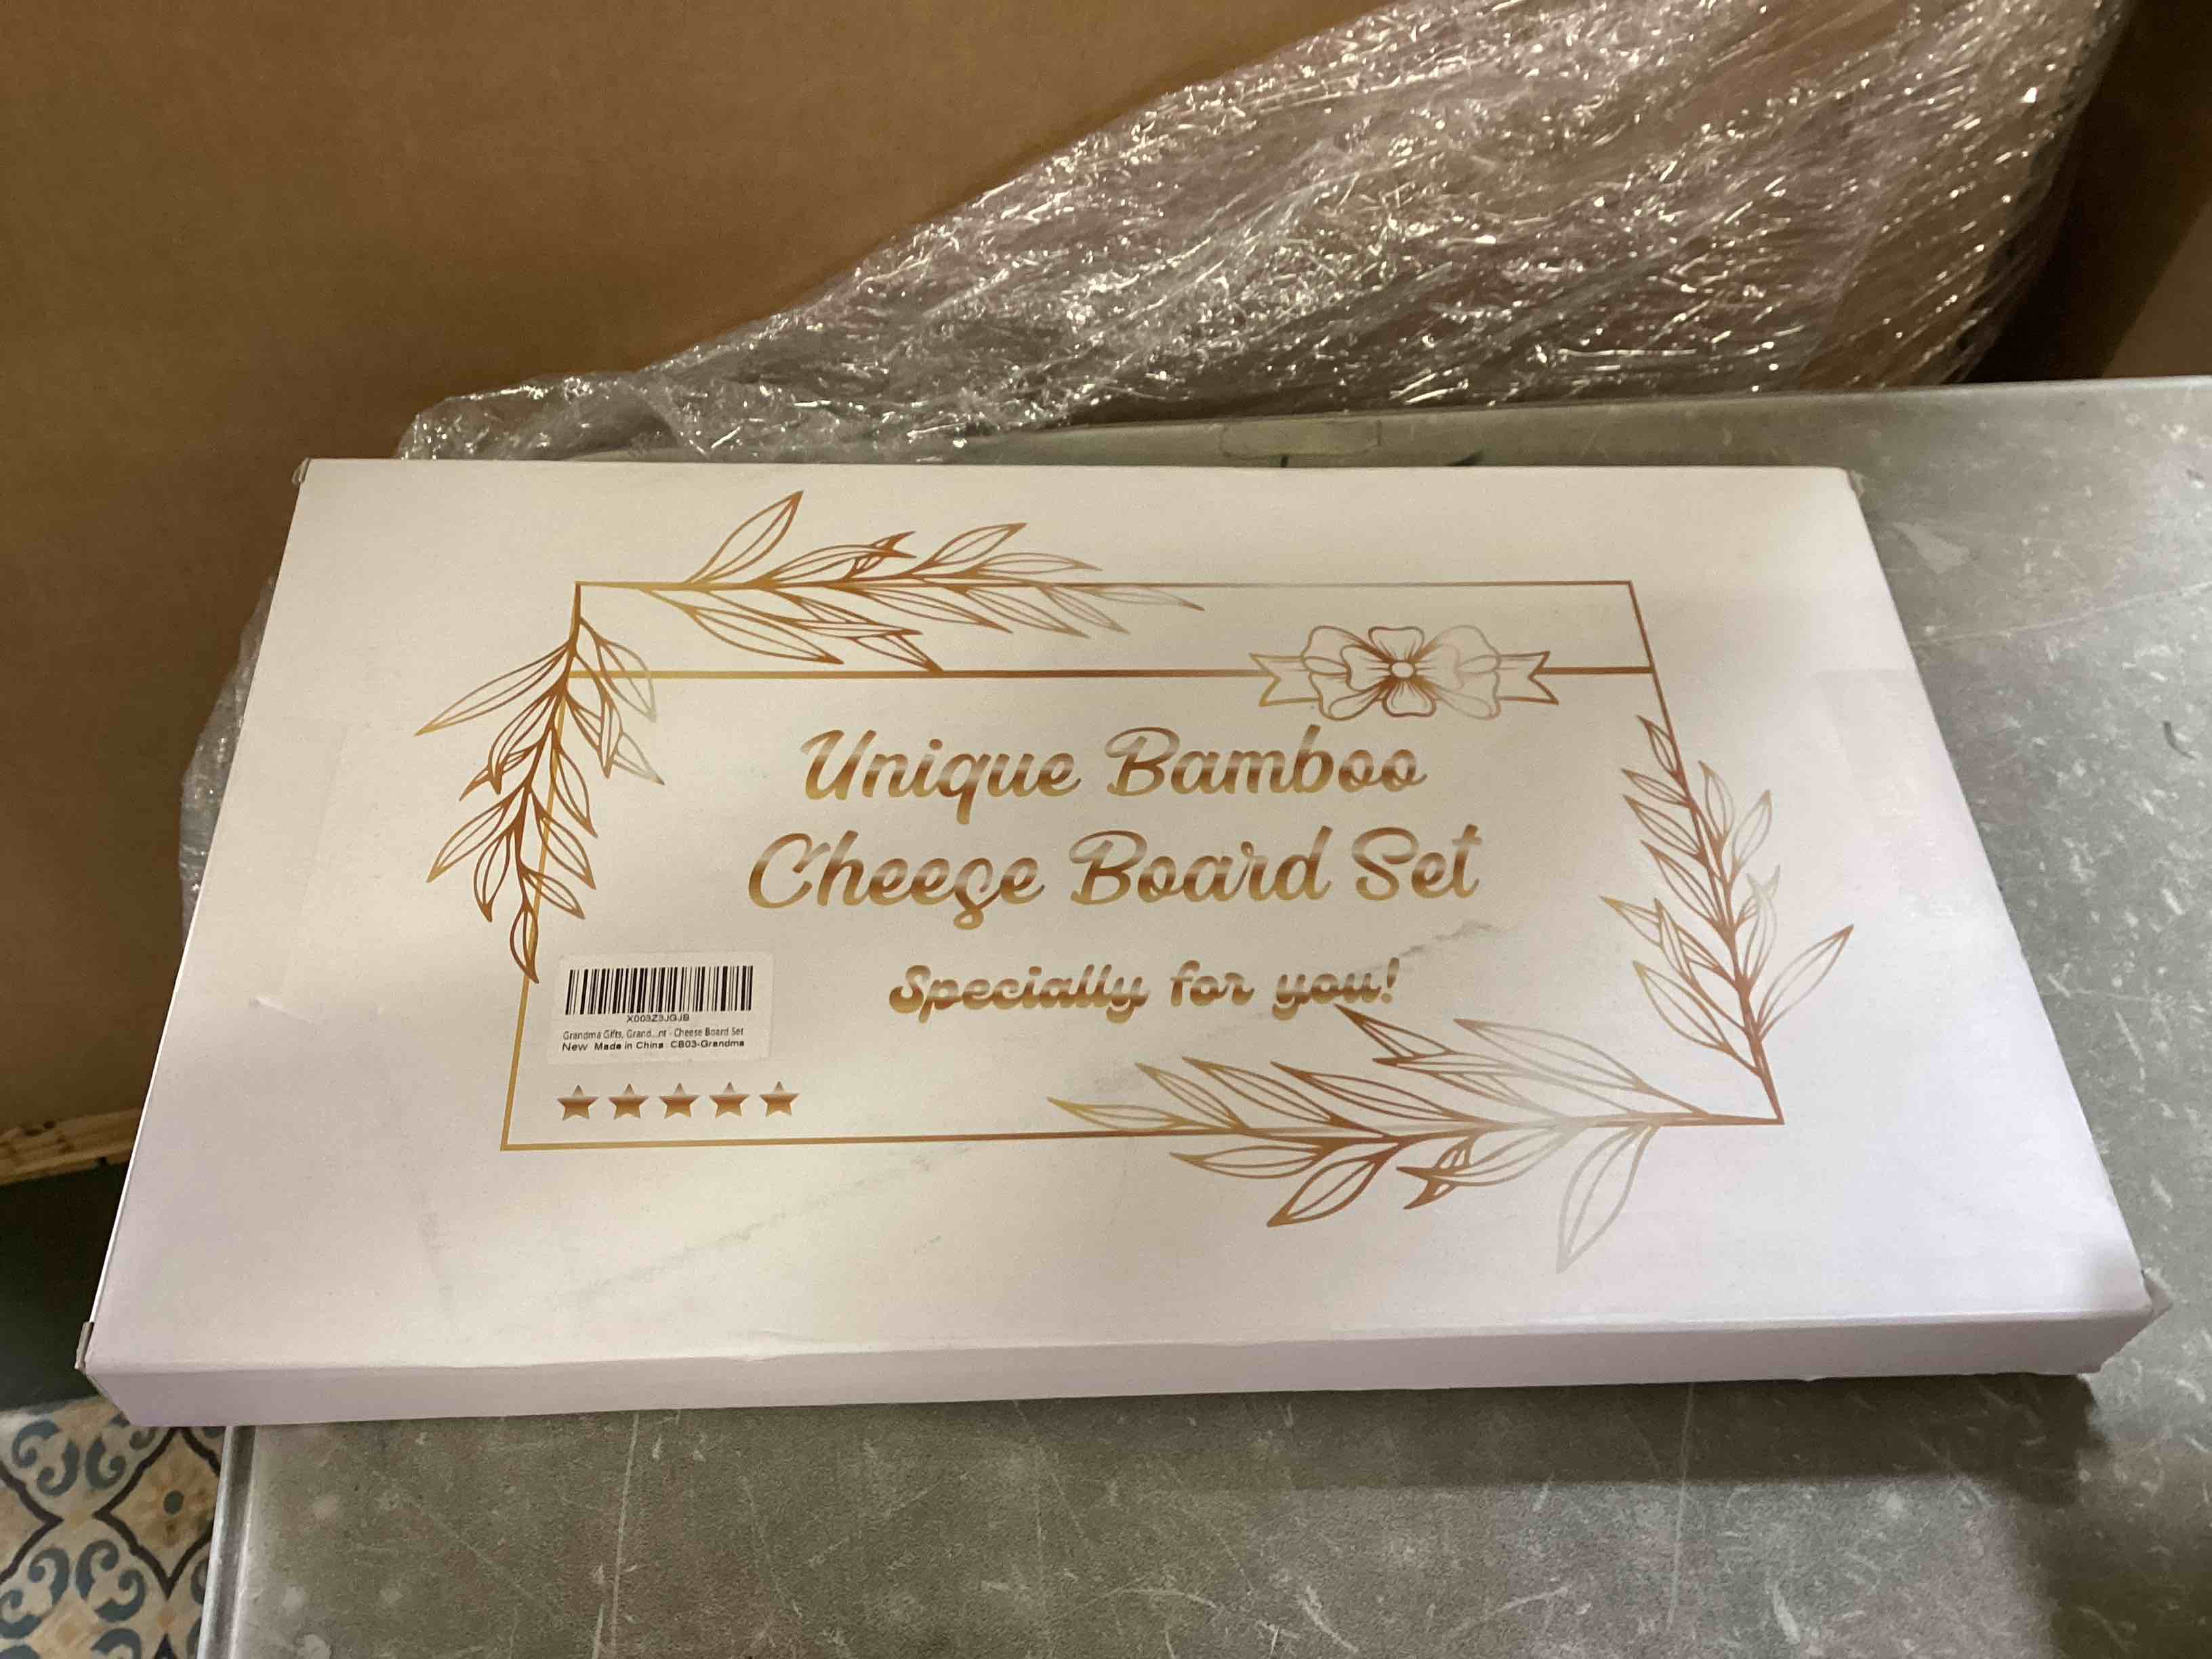 Unique Bamboo
Cheese Board Set
Specially for you!
X003Z3JGJB
Grandma Gifts, Grand...nt - Cheese Board Set
New Made in China CB03-Grandma